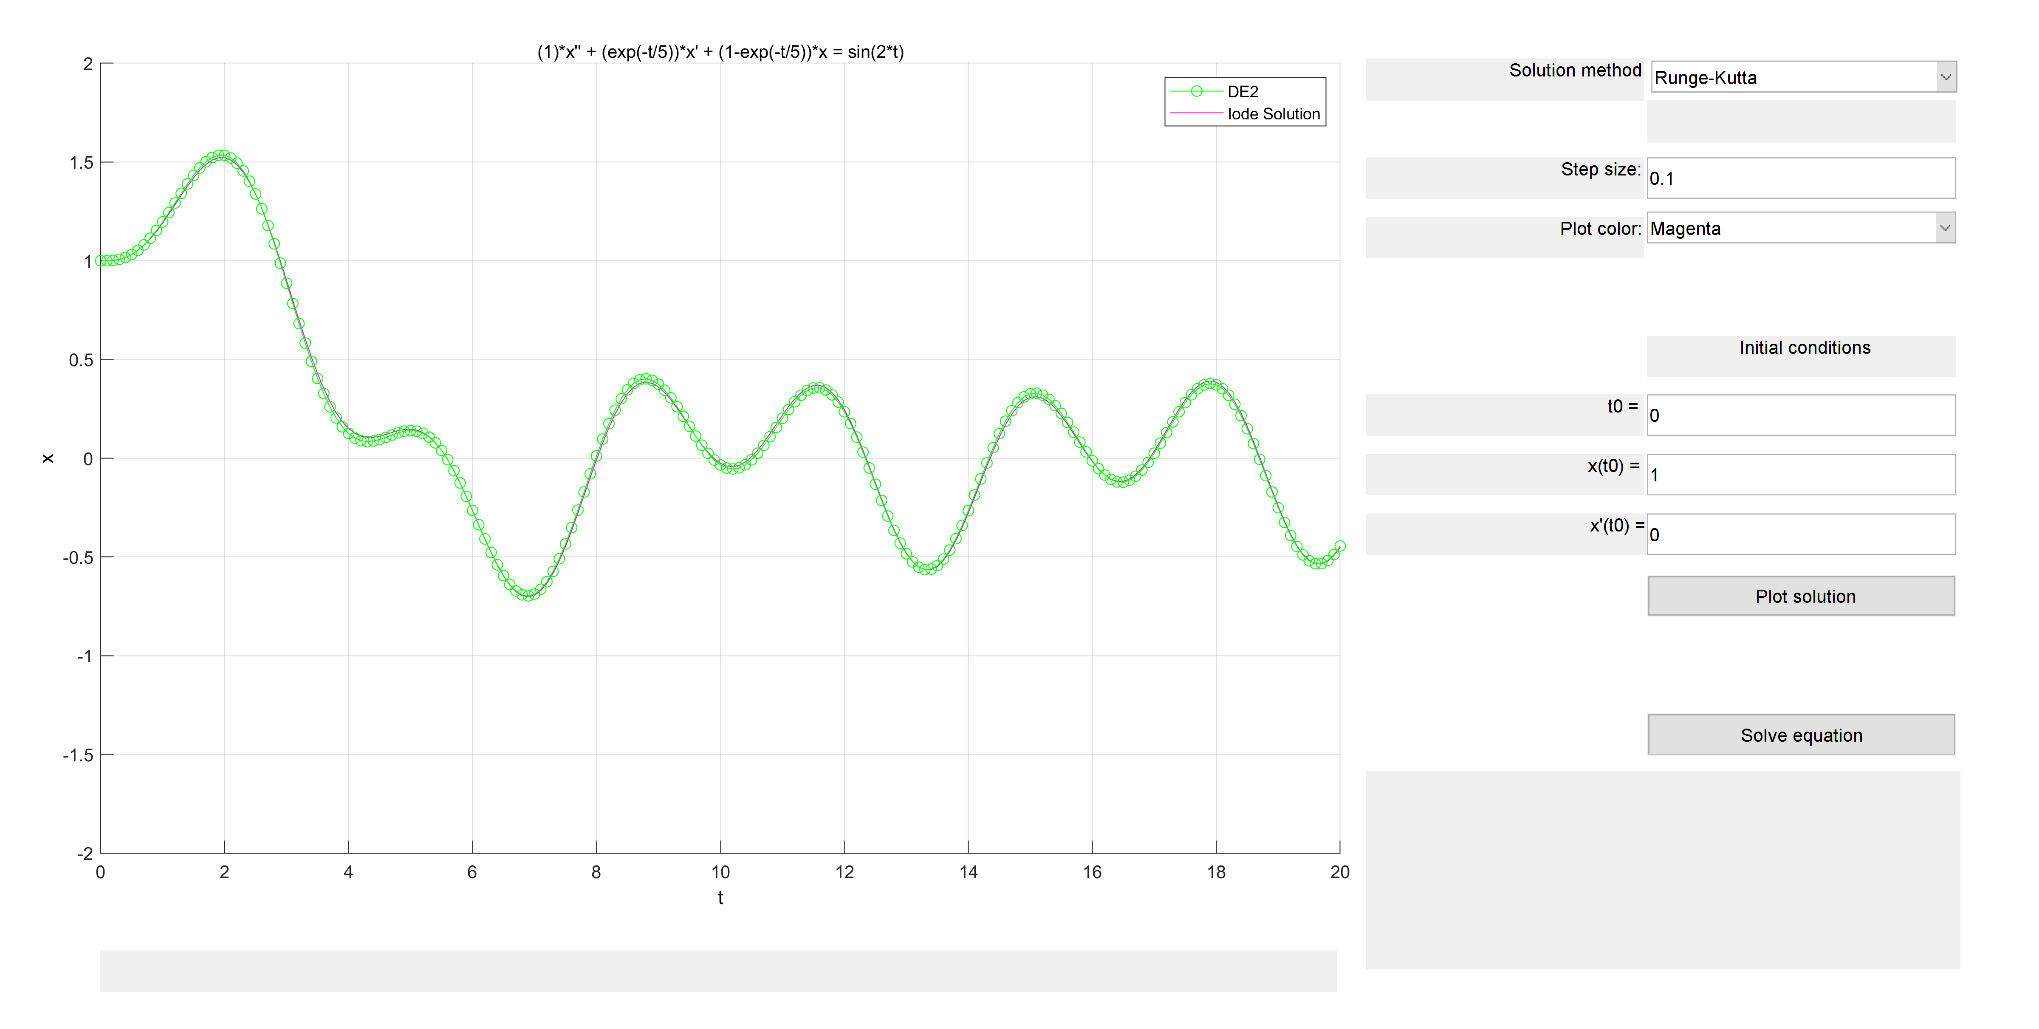 (1)*x'' + (exp(-t/5))*x' + (1-exp(-t/5))*x = sin(2*t)
2
1.5
1
0.5
0
-0.5
-1
-1.5
-2
x
0 2 4 6 8 10 12 14 16 18 20
t
DE2
Iode Solution
Solution method
Runge-Kutta
Step size:
0.1
Plot color:
Magenta
Initial conditions
t0 =
0
x(t0) =
1
x'(t0) =
0
Plot solution
Solve equation